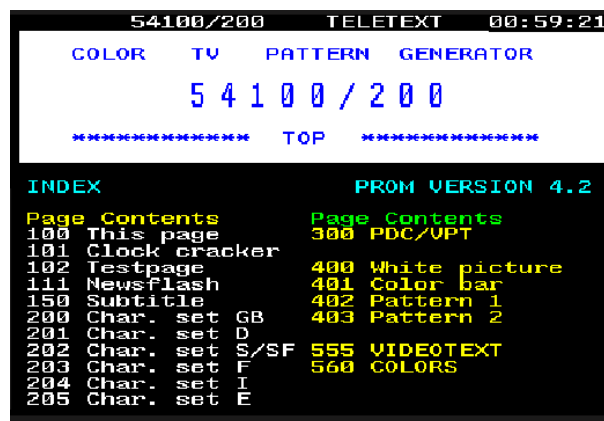 54100/200 TELETEXT 00:59:21
COLOR TV PATTERN GENERATOR
54100/200
************** TOP **************
INDEX PROM VERSION 4.2
Page Contents Page Contents
100 This page 300 PDC/VPT
101 Clock cracker
102 Testpage 400 White picture
111 Newsflash 401 Color bar
150 Subtitle 402 Pattern 1
200 Char. set GB 403 Pattern 2
201 Char. set D
202 Char. set S/SF 555 VIDEOTEXT
203 Char. set F 560 COLORS
204 Char. set I
205 Char. set E